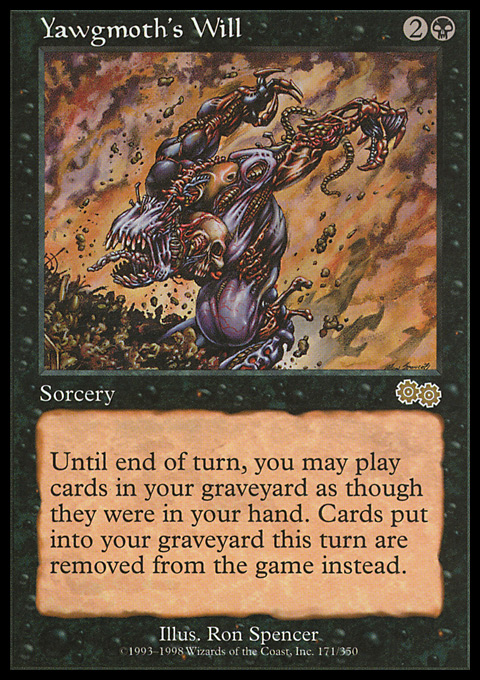 Yawgmoth's Will 2
Sorcery
Until end of turn, you may play
cards in your graveyard as though
they were in your hand. Cards put
into your graveyard this turn are
removed from the game instead.
Illus. Ron Spencer
©1993–1998 Wizards of the Coast, Inc. 171/350